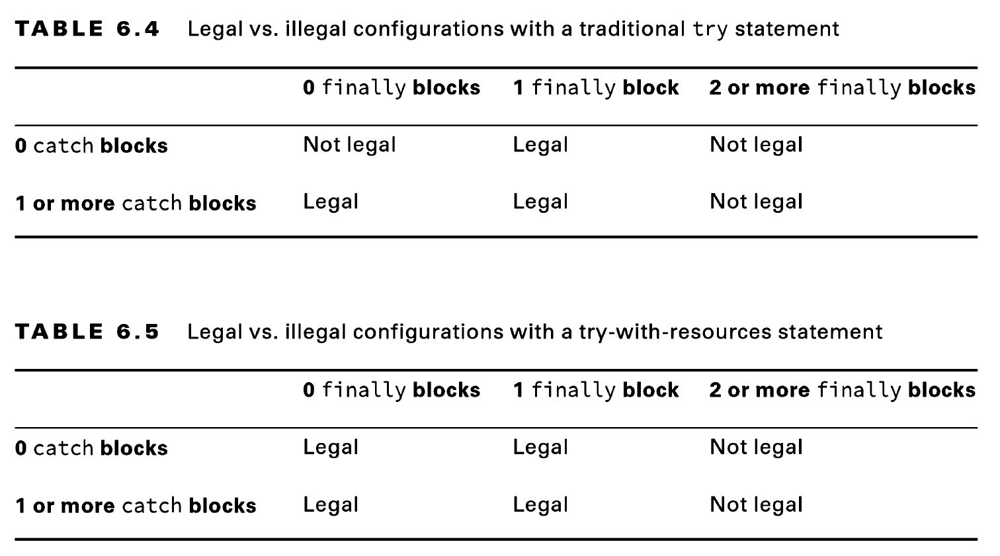 TABLE 6.4 Legal vs. illegal configurations with a traditional try statement
0 finally blocks 1 finally block 2 or more finally blocks
0 catch blocks Not legal Legal Not legal
1 or more catch blocks Legal Legal Not legal
TABLE 6.5 Legal vs. illegal configurations with a try-with-resources statement
0 finally blocks 1 finally block 2 or more finally blocks
0 catch blocks Legal Legal Not legal
1 or more catch blocks Legal Legal Not legal